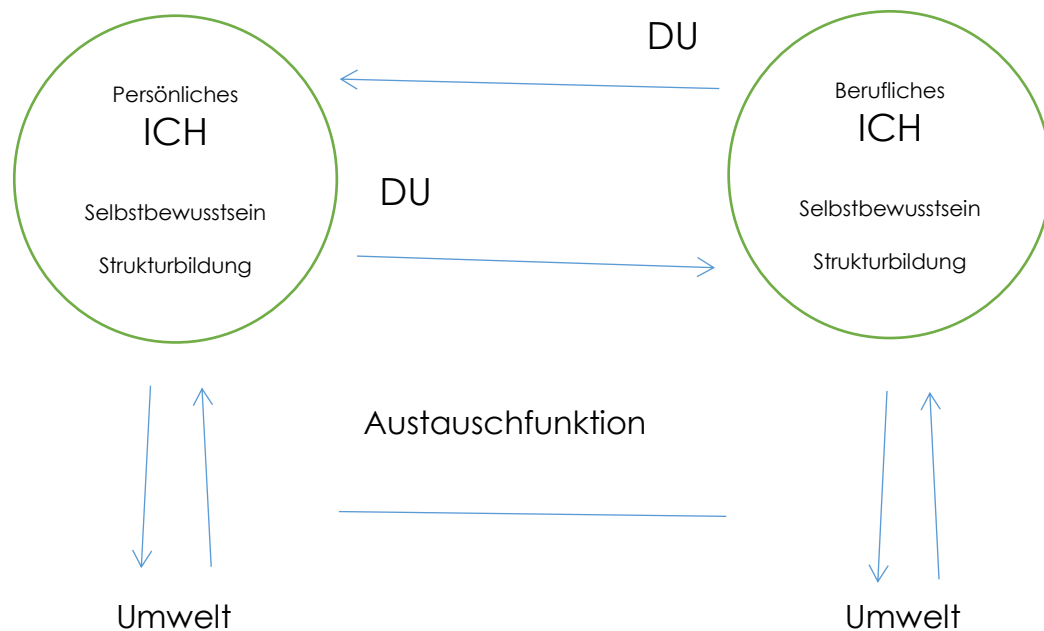 DU
Persönliches
ICH
Selbstbewusstsein
Strukturbildung
DU
Berufliches
ICH
Selbstbewusstsein
Strukturbildung
Austauschfunktion
Umwelt
Umwelt